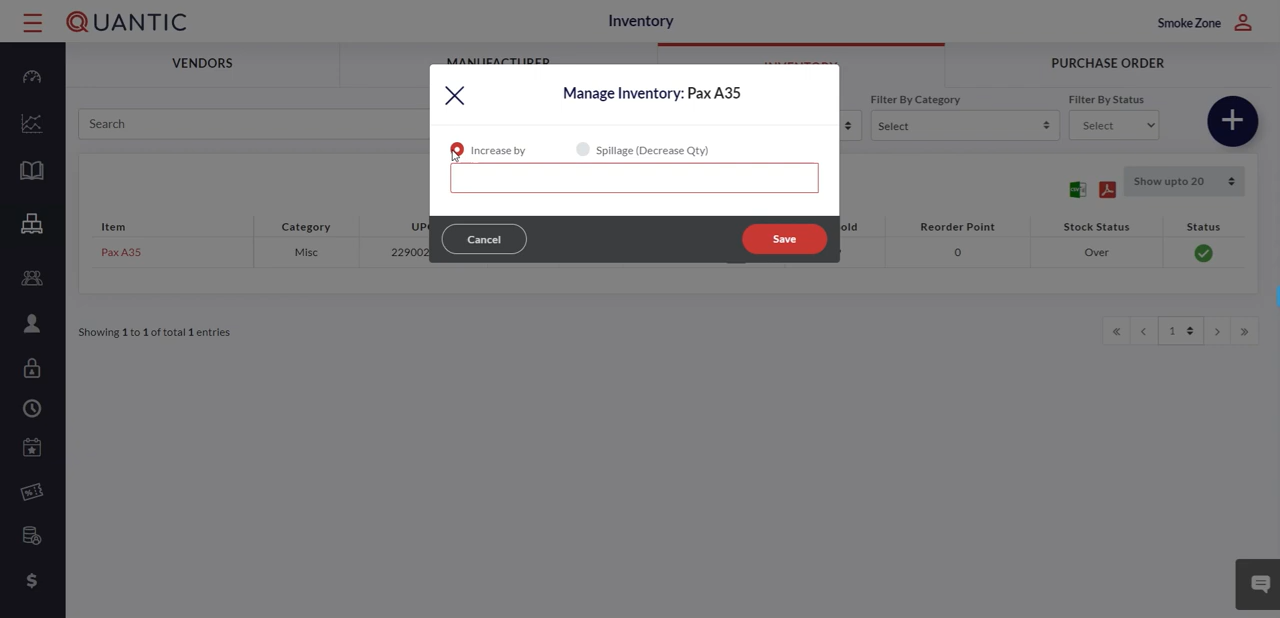 QUANTIC
Inventory
Smoke Zone
VENDORS
MANUFACTURER
INVENTORY
PURCHASE ORDER
Manage Inventory: Pax A35
Search
Filter By Category
Filter By Status
Select
Select
Increase by
Spillage (Decrease Qty)
Show upto 20
Cancel
Save
Item
Category
Reorder Point
Stock Status
Status
Pax A35
Misc
0
Over
Showing 1 to 1 of total 1 entries
«
‹
1
›
»